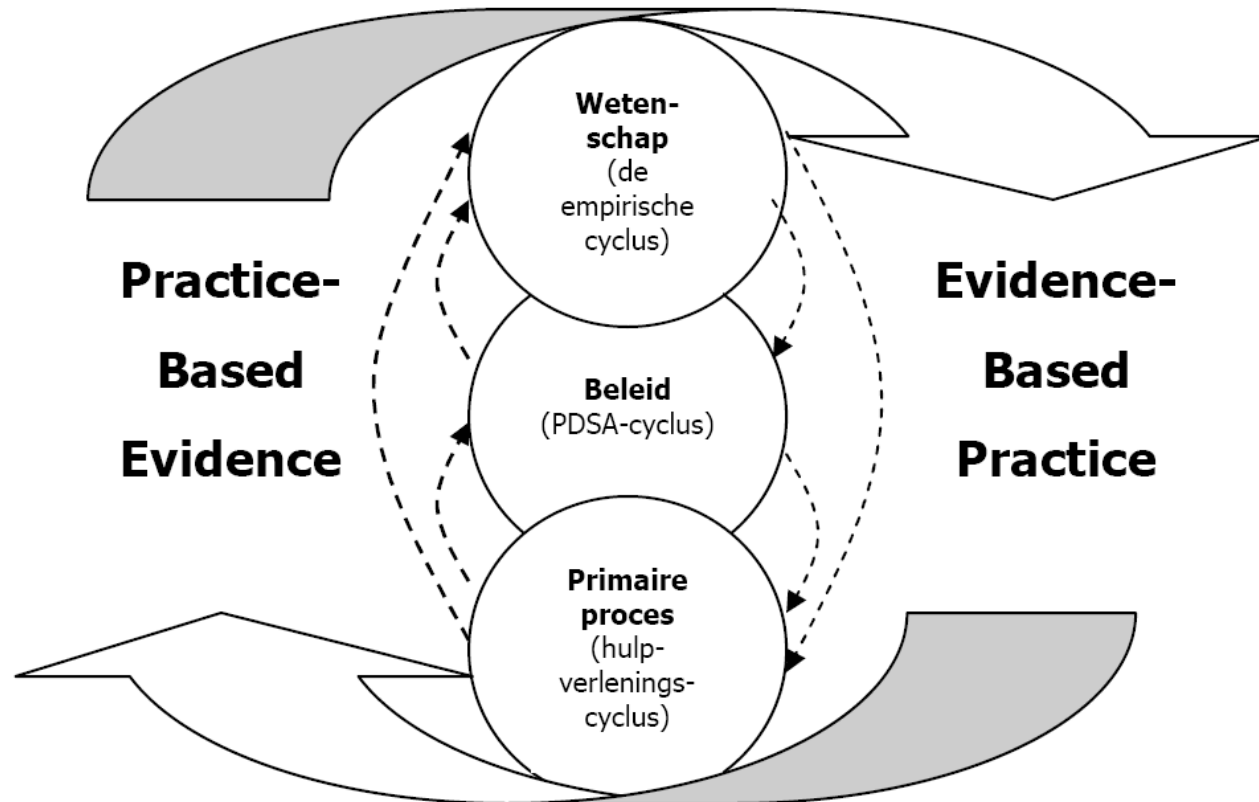 Weten-
schap
(de
empirische
cyclus)
Practice-
Based
Evidence
Beleid
(PDSA-cyclus)
Evidence-
Based
Practice
Primaire
proces
(hulp-
verlenings-
cyclus)